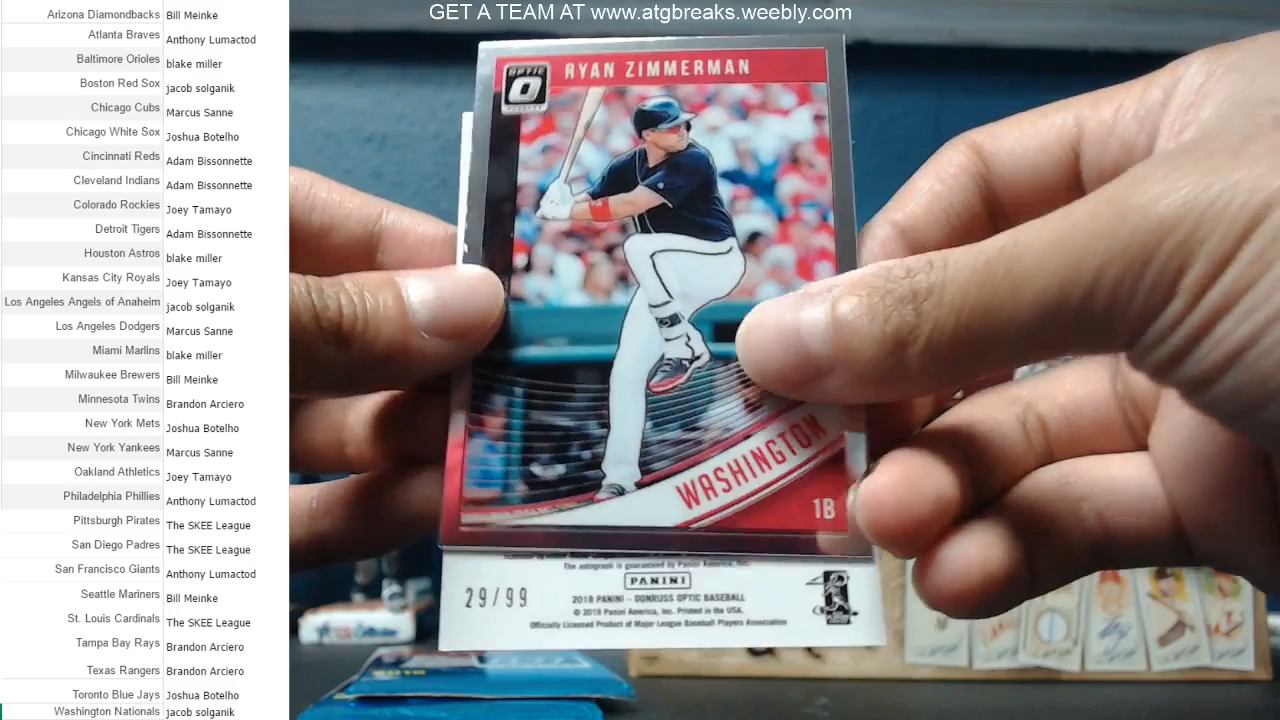 GET A TEAM AT www.atgbreaks.weebly.com
Arizona Diamondbacks Bill Meinke
Atlanta Braves Anthony Lumactod
Baltimore Orioles blake miller
Boston Red Sox jacob solganik
Chicago Cubs Marcus Sanne
Chicago White Sox Joshua Botelho
Cincinnati Reds Adam Bissonnette
Cleveland Indians Adam Bissonnette
Colorado Rockies Joey Tamayo
Detroit Tigers Adam Bissonnette
Houston Astros blake miller
Kansas City Royals Joey Tamayo
Los Angeles Angels of Anaheim jacob solganik
Los Angeles Dodgers Marcus Sanne
Miami Marlins blake miller
Milwaukee Brewers Bill Meinke
Minnesota Twins Brandon Arciero
New York Mets Joshua Botelho
New York Yankees Marcus Sanne
Oakland Athletics Joey Tamayo
Philadelphia Phillies Anthony Lumactod
Pittsburgh Pirates The SKEE League
San Diego Padres The SKEE League
San Francisco Giants Anthony Lumactod
Seattle Mariners Bill Meinke
St. Louis Cardinals The SKEE League
Tampa Bay Rays Brandon Arciero
Texas Rangers Brandon Arciero
Toronto Blue Jays Joshua Botelho
Washington Nationals jacob solganik
OPTIC
RYAN ZIMMERMAN
WASHINGTON
1B
The autograph is guaranteed by Panini America, Inc.
PANINI
29/99
2018 PANINI - DONRUSS OPTIC BASEBALL
© 2018 Panini America, Inc. Printed in the USA.
Officially Licensed Product of Major League Baseball Players Association